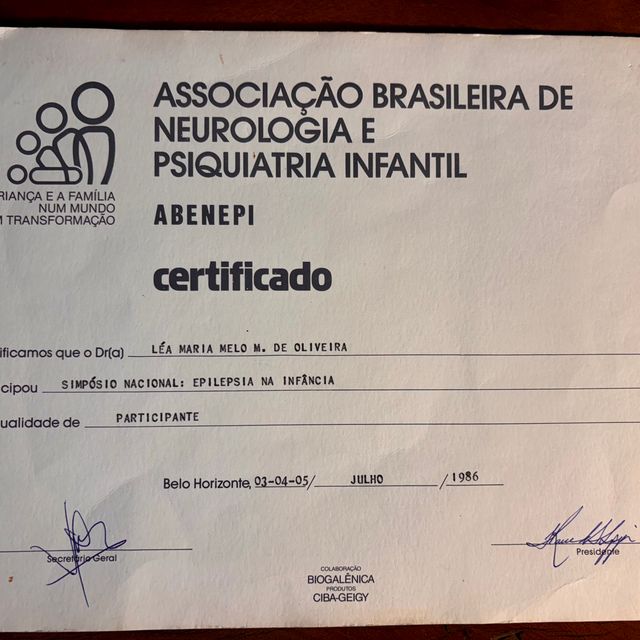 ASSOCIAÇÃO BRASILEIRA DE
NEUROLOGIA E
PSIQUIATRIA INFANTIL
RIANÇA E A FAMÍLIA
NUM MUNDO
M TRANSFORMAÇÃO
ABENEPI
certificado
ificamos que o Dr(a) LÉA MARIA MELO M. DE OLIVEIRA
icipou SIMPÓSIO NACIONAL: EPILEPSIA NA INFÂNCIA
ualidade de PARTICIPANTE
Belo Horizonte, 03-04-05/ JULHO /1986
Secretário Geral
Presidente
COLABORAÇÃO
BIOGALÊNICA
PRODUTOS
CIBA-GEIGY